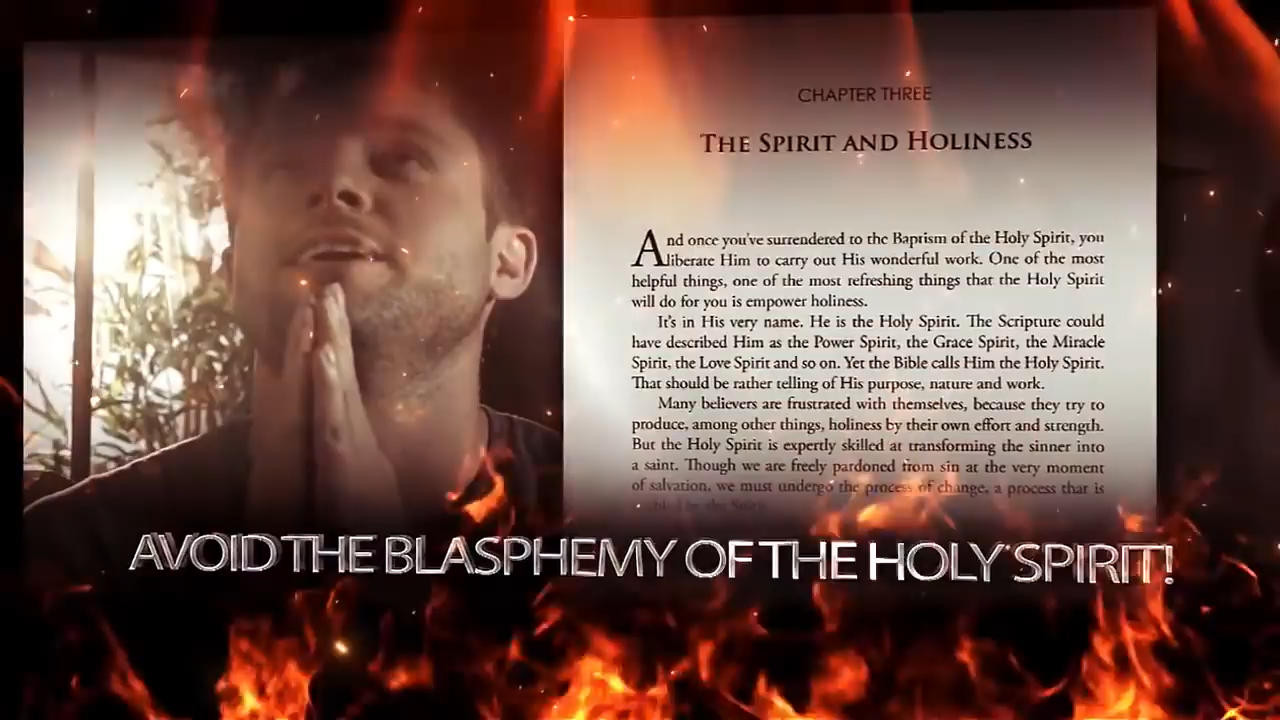 CHAPTER THREE
THE SPIRIT AND HOLINESS
And once you've surrendered to the Baptism of the Holy Spirit, you
liberate Him to carry out His wonderful work. One of the most
helpful things, one of the most refreshing things that the Holy Spirit
will do for you is empower holiness.
It's in His very name. He is the Holy Spirit. The Scripture could
have described Him as the Power Spirit, the Grace Spirit, the Miracle
Spirit, the Love Spirit and so on. Yet the Bible calls Him the Holy Spirit.
That should be rather telling of His purpose, nature and work.
Many believers are frustrated with themselves, because they try to
produce, among other things, holiness by their own effort and strength.
But the Holy Spirit is expertly skilled at transforming the sinner into
a saint. Though we are freely pardoned from sin at the very moment
of salvation, we must undergo the process of change, a process that is
AVOID THE BLASPHEMY OF THE HOLY SPIRIT!